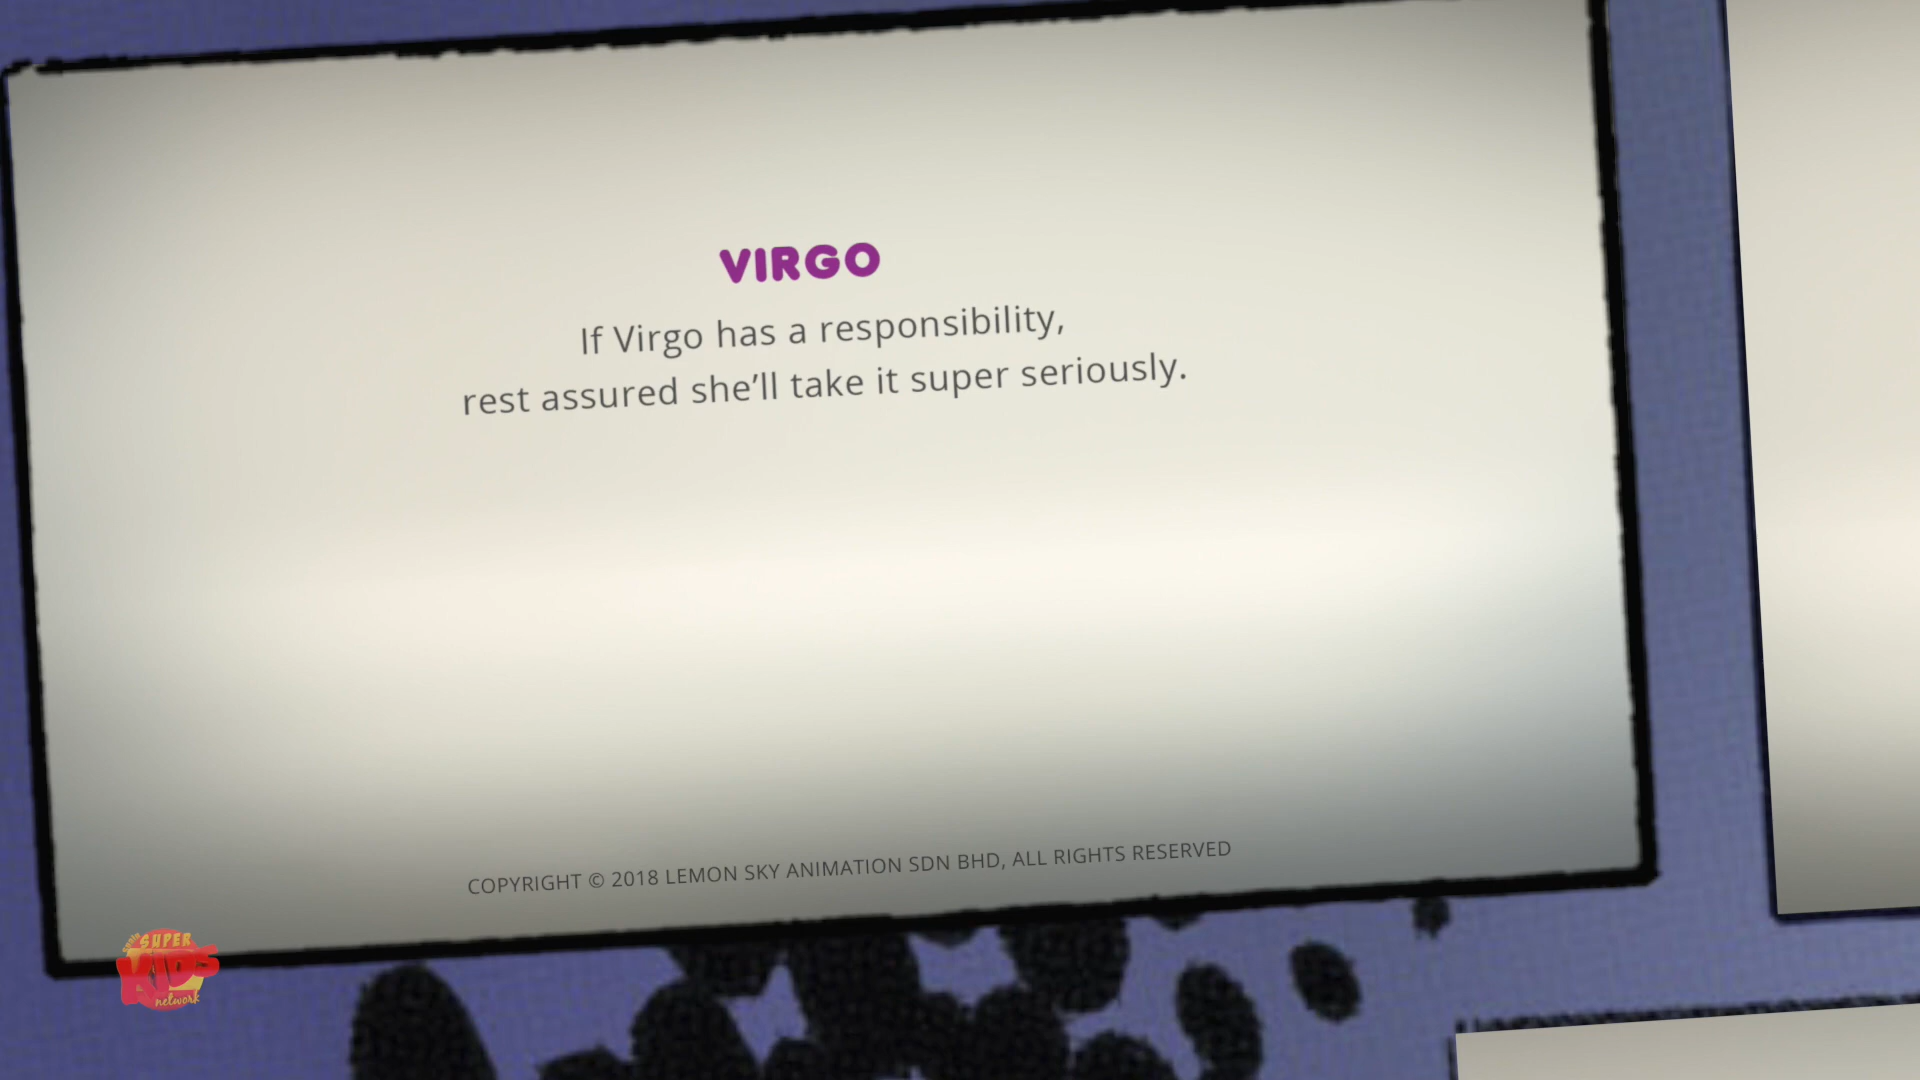 VIRGO
If Virgo has a responsibility,
rest assured she’ll take it super seriously.
COPYRIGHT © 2018 LEMON SKY ANIMATION SDN BHD, ALL RIGHTS RESERVED
SUPER
KIDS
network